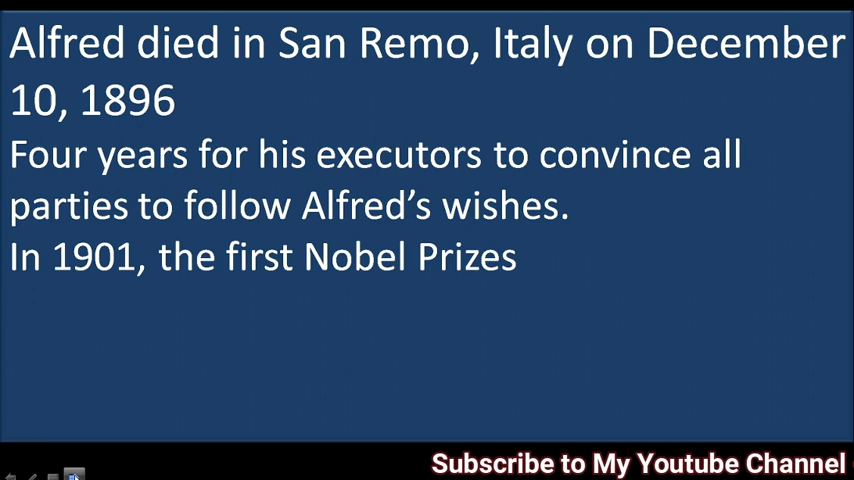 Alfred died in San Remo, Italy on December
10, 1896
Four years for his executors to convince all
parties to follow Alfred’s wishes.
In 1901, the first Nobel Prizes
Subscribe to My Youtube Channel